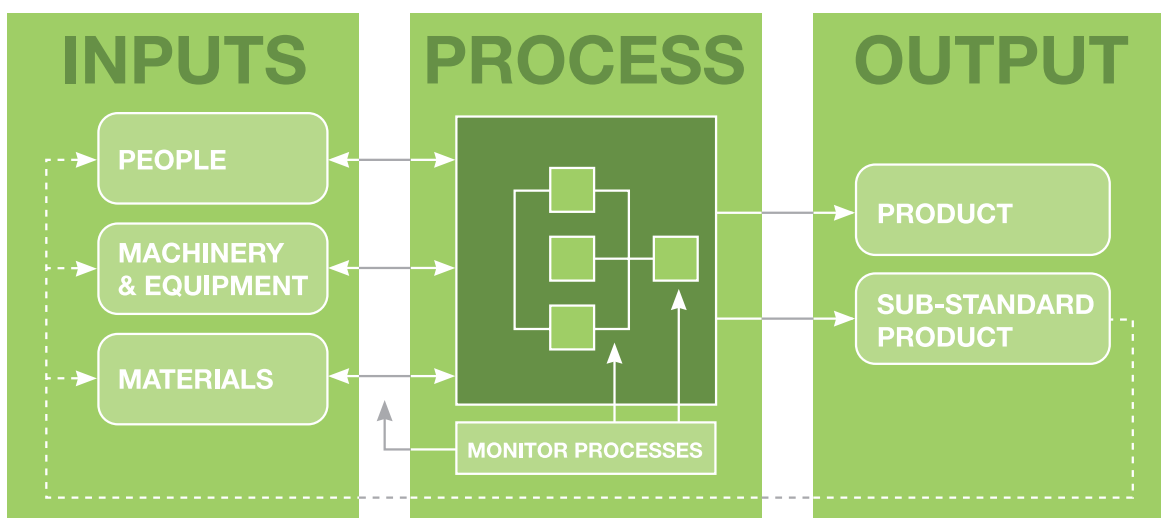 INPUTS
PROCESS
OUTPUT
PEOPLE
MACHINERY
& EQUIPMENT
MATERIALS
MONITOR PROCESSES
PRODUCT
SUB-STANDARD
PRODUCT